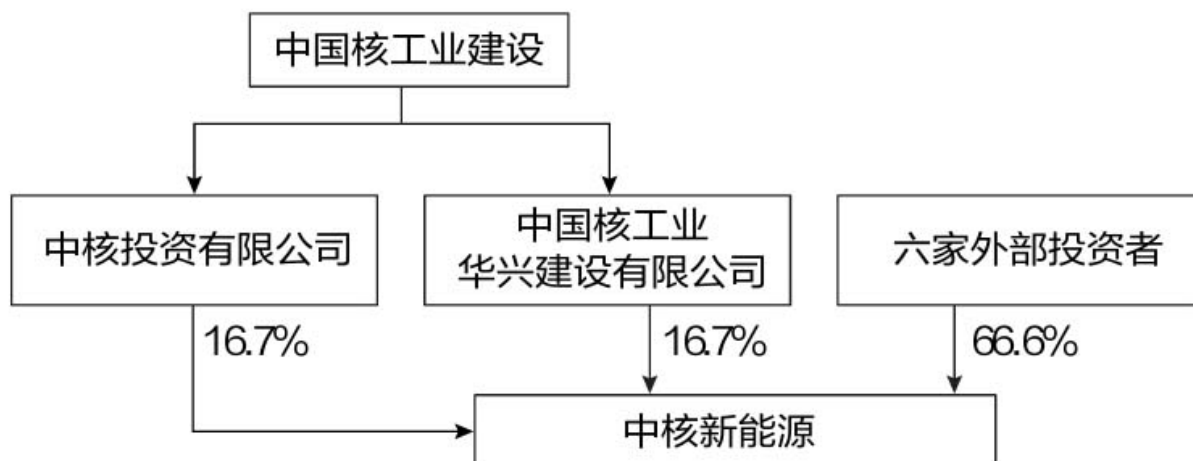 中国核工业建设
中核投资有限公司
中国核工业
华兴建设有限公司
六家外部投资者
16.7%
16.7%
66.6%
中核新能源